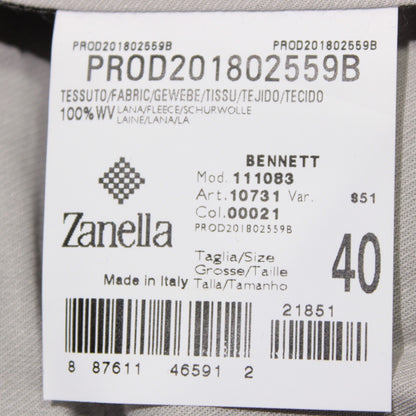 PROD201802559B PROD201802559B
PROD201802559B
TESSUTO/FABRIC/GEWEBE/TISSU/TEJIDO/TECIDO
100%WV LANA/FLEECE/SCHURWOLLE
LAINE/LANA/LA
BENNETT
Mod. 111083
Art. 10731 Var. S51
Col. 00021
PROD201802559B
Zanella
Taglia/Size
Grosse/Taille
Talla/Tamanho
40
Made in Italy
21851
8 87611 46591 2